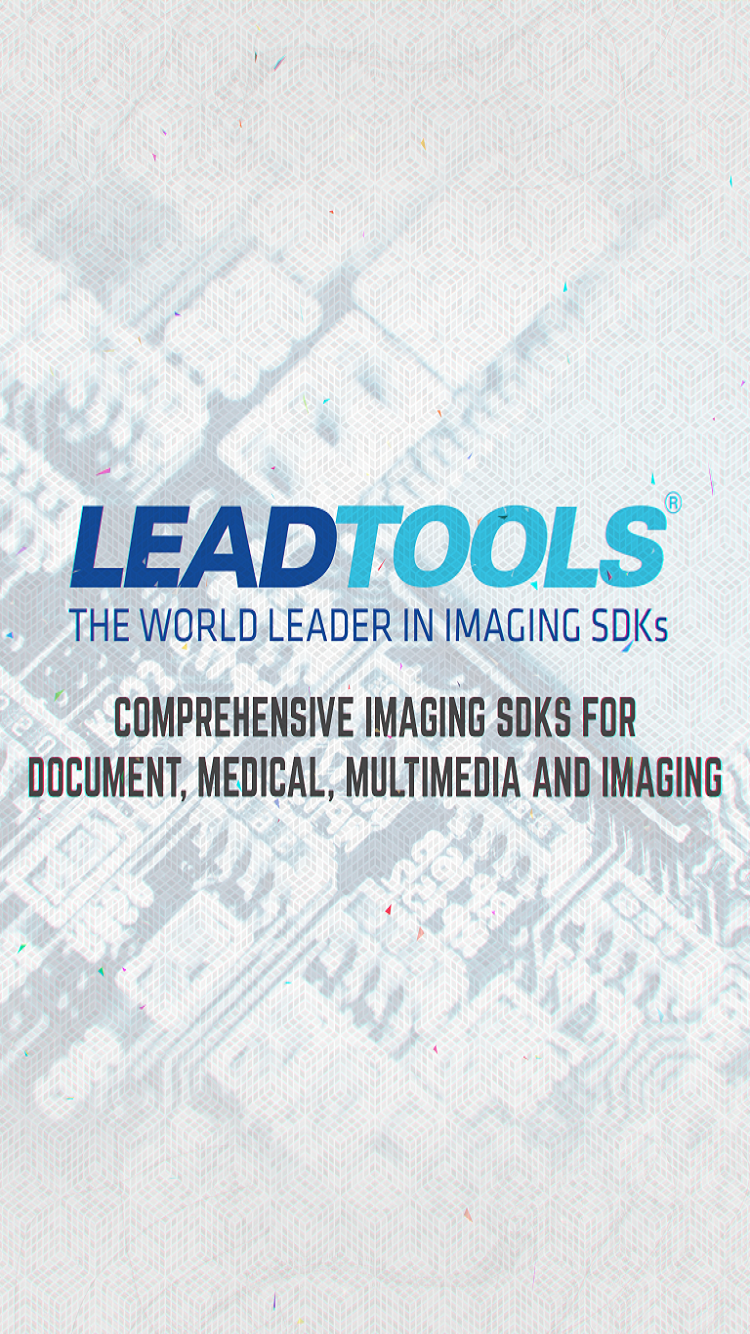 LEADTOOLS®
THE WORLD LEADER IN IMAGING SDKs
COMPREHENSIVE IMAGING SDKS FOR
DOCUMENT, MEDICAL, MULTIMEDIA AND IMAGING